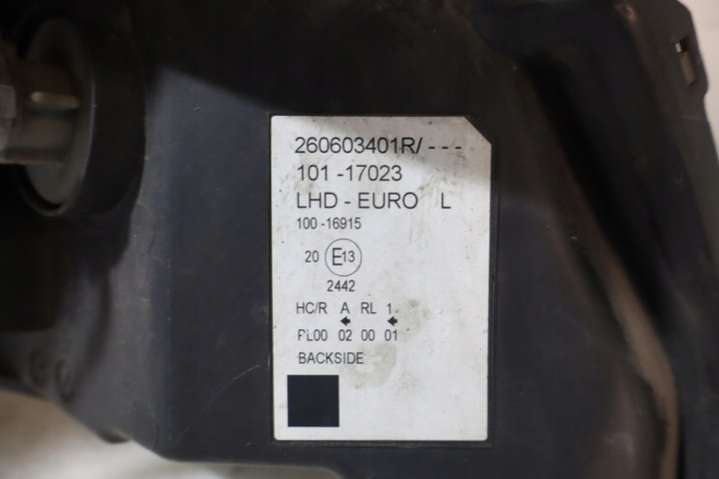 260603401R/ - - -
101 -17023
LHD - EURO L
100 -16915
20 E13
2442
HC/R A RL 1
PL00 02 00 01
BACKSIDE